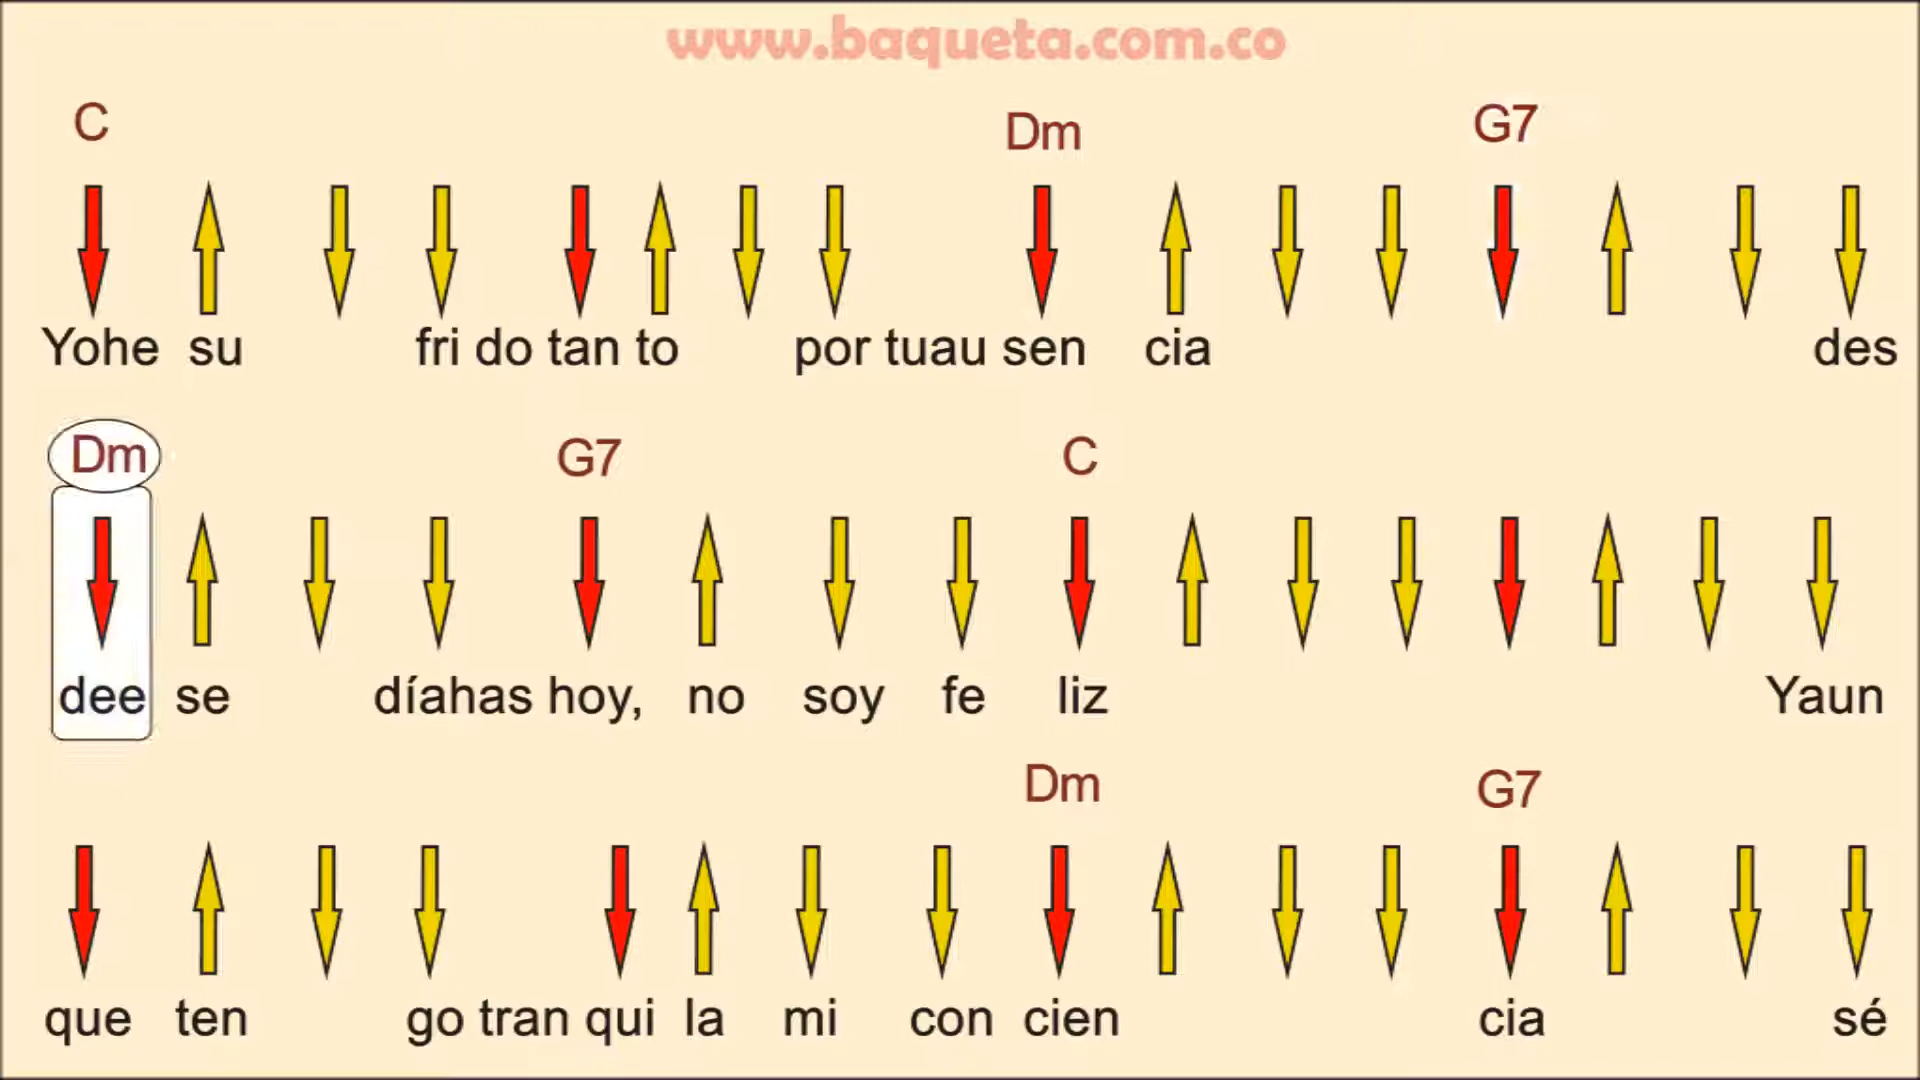 www.baqueta.com.co
C Dm G7
Yohe su fri do tan to por tuau sen cia des
Dm G7 C
dee se díahas hoy, no soy fe liz Yaun
Dm G7
que ten go tran qui la mi con cien cia sé